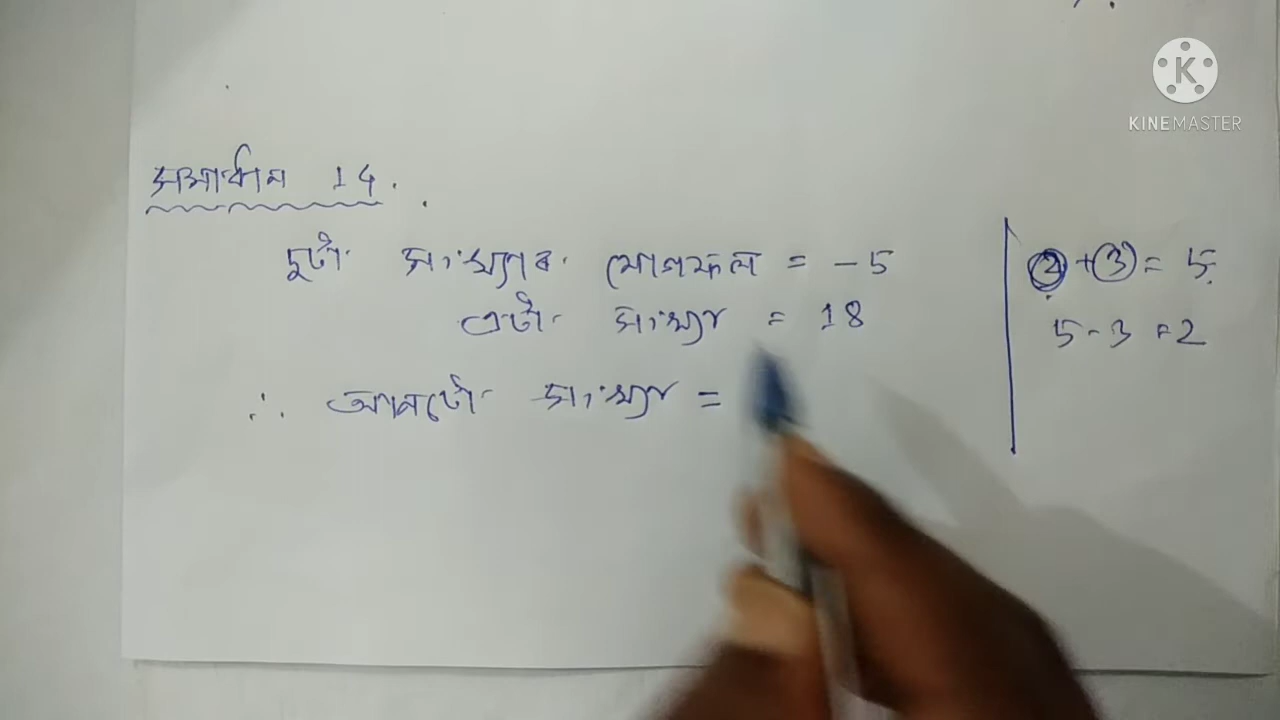 সমাধান 14.
দুটা সংখ্যাৰ যোগফল = -5
এটা সংখ্যা = 18
∴ আনটো সংখ্যা =
2 + 3 = 5
5 - 3 = 2
K
KINEMASTER